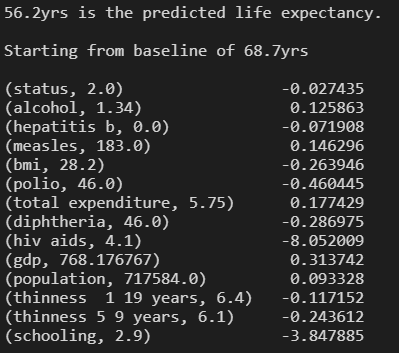 56.2yrs is the predicted life expectancy.
Starting from baseline of 68.7yrs
(status, 2.0) -0.027435
(alcohol, 1.34) 0.125863
(hepatitis b, 0.0) -0.071908
(measles, 183.0) 0.146296
(bmi, 28.2) -0.263946
(polio, 46.0) -0.460445
(total expenditure, 5.75) 0.177429
(diphtheria, 46.0) -0.286975
(hiv aids, 4.1) -8.052009
(gdp, 768.176767) 0.313742
(population, 717584.0) 0.093328
(thinness  1 19 years, 6.4) -0.117152
(thinness 5 9 years, 6.1) -0.243612
(schooling, 2.9) -3.847885